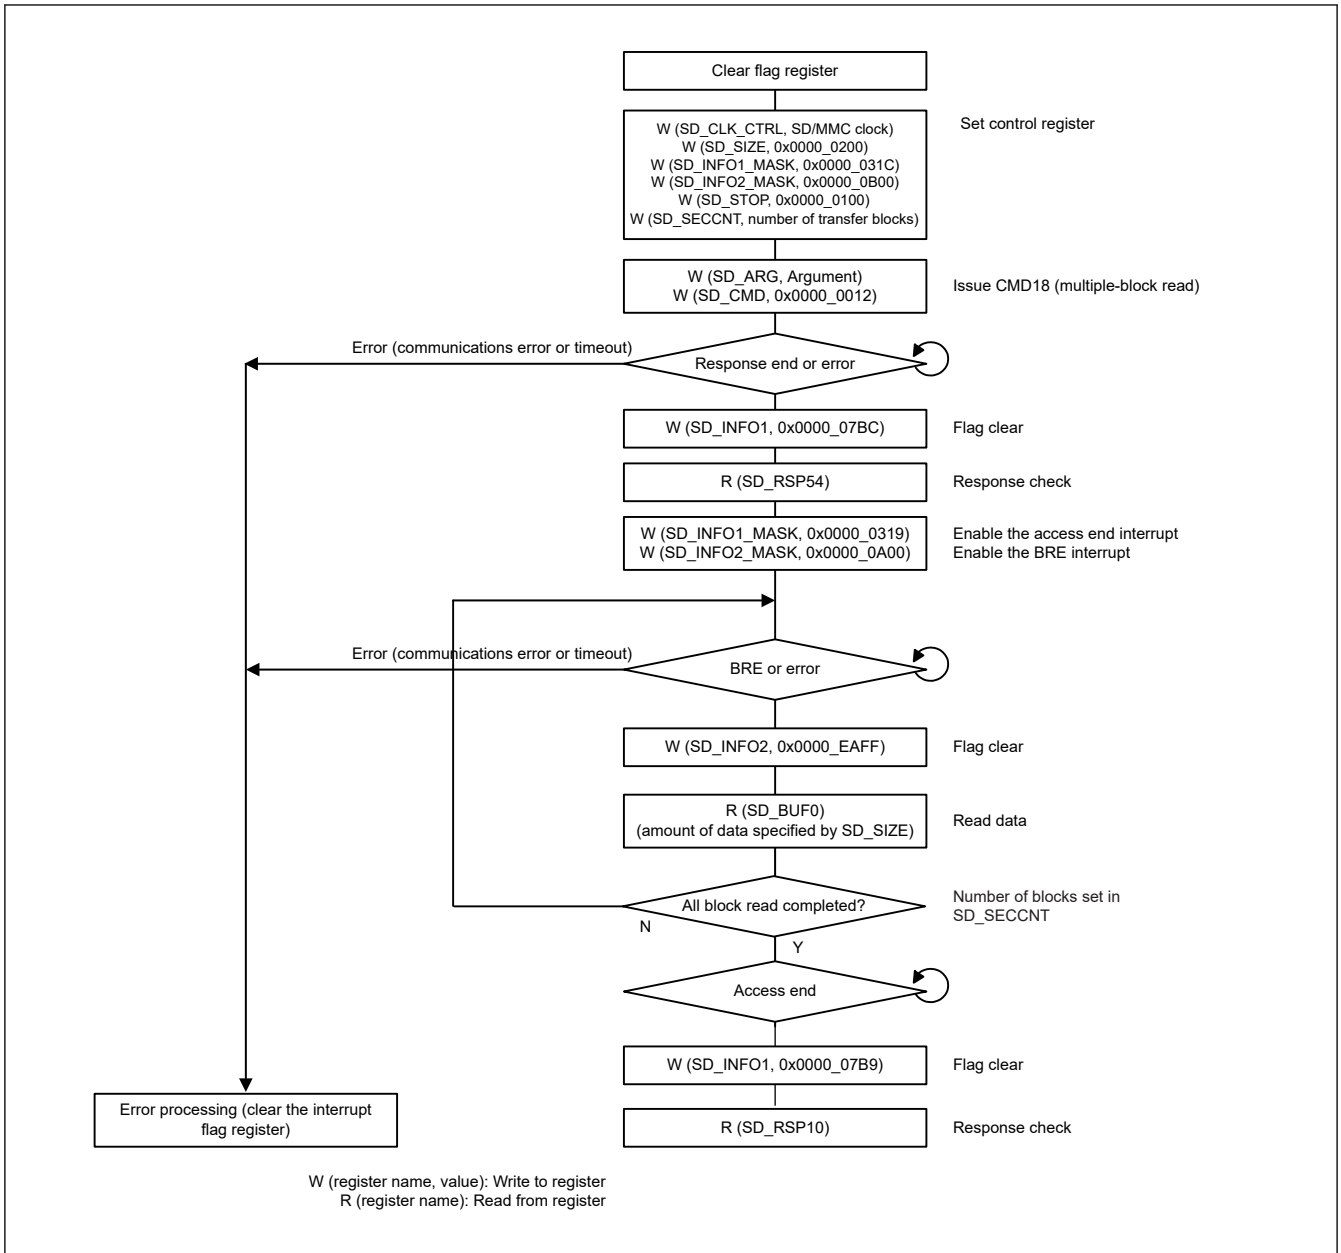 Clear flag register
W (SD_CLK_CTRL, SD/MMC clock)
W (SD_SIZE, 0x0000_0200)
W (SD_INFO1_MASK, 0x0000_031C)
W (SD_INFO2_MASK, 0x0000_0B00)
W (SD_STOP, 0x0000_0100)
W (SD_SECCNT, number of transfer blocks)
Set control register
W (SD_ARG, Argument)
W (SD_CMD, 0x0000_0012)
Issue CMD18 (multiple-block read)
Error (communications error or timeout)
Response end or error
W (SD_INFO1, 0x0000_07BC)
Flag clear
R (SD_RSP54)
Response check
W (SD_INFO1_MASK, 0x0000_0319)
W (SD_INFO2_MASK, 0x0000_0A00)
Enable the access end interrupt
Enable the BRE interrupt
Error (communications error or timeout)
BRE or error
W (SD_INFO2, 0x0000_EAFF)
Flag clear
R (SD_BUF0)
(amount of data specified by SD_SIZE)
Read data
All block read completed?
Number of blocks set in
SD_SECCNT
N
Y
Access end
W (SD_INFO1, 0x0000_07B9)
Flag clear
Error processing (clear the interrupt
flag register)
R (SD_RSP10)
Response check
W (register name, value): Write to register
R (register name): Read from register